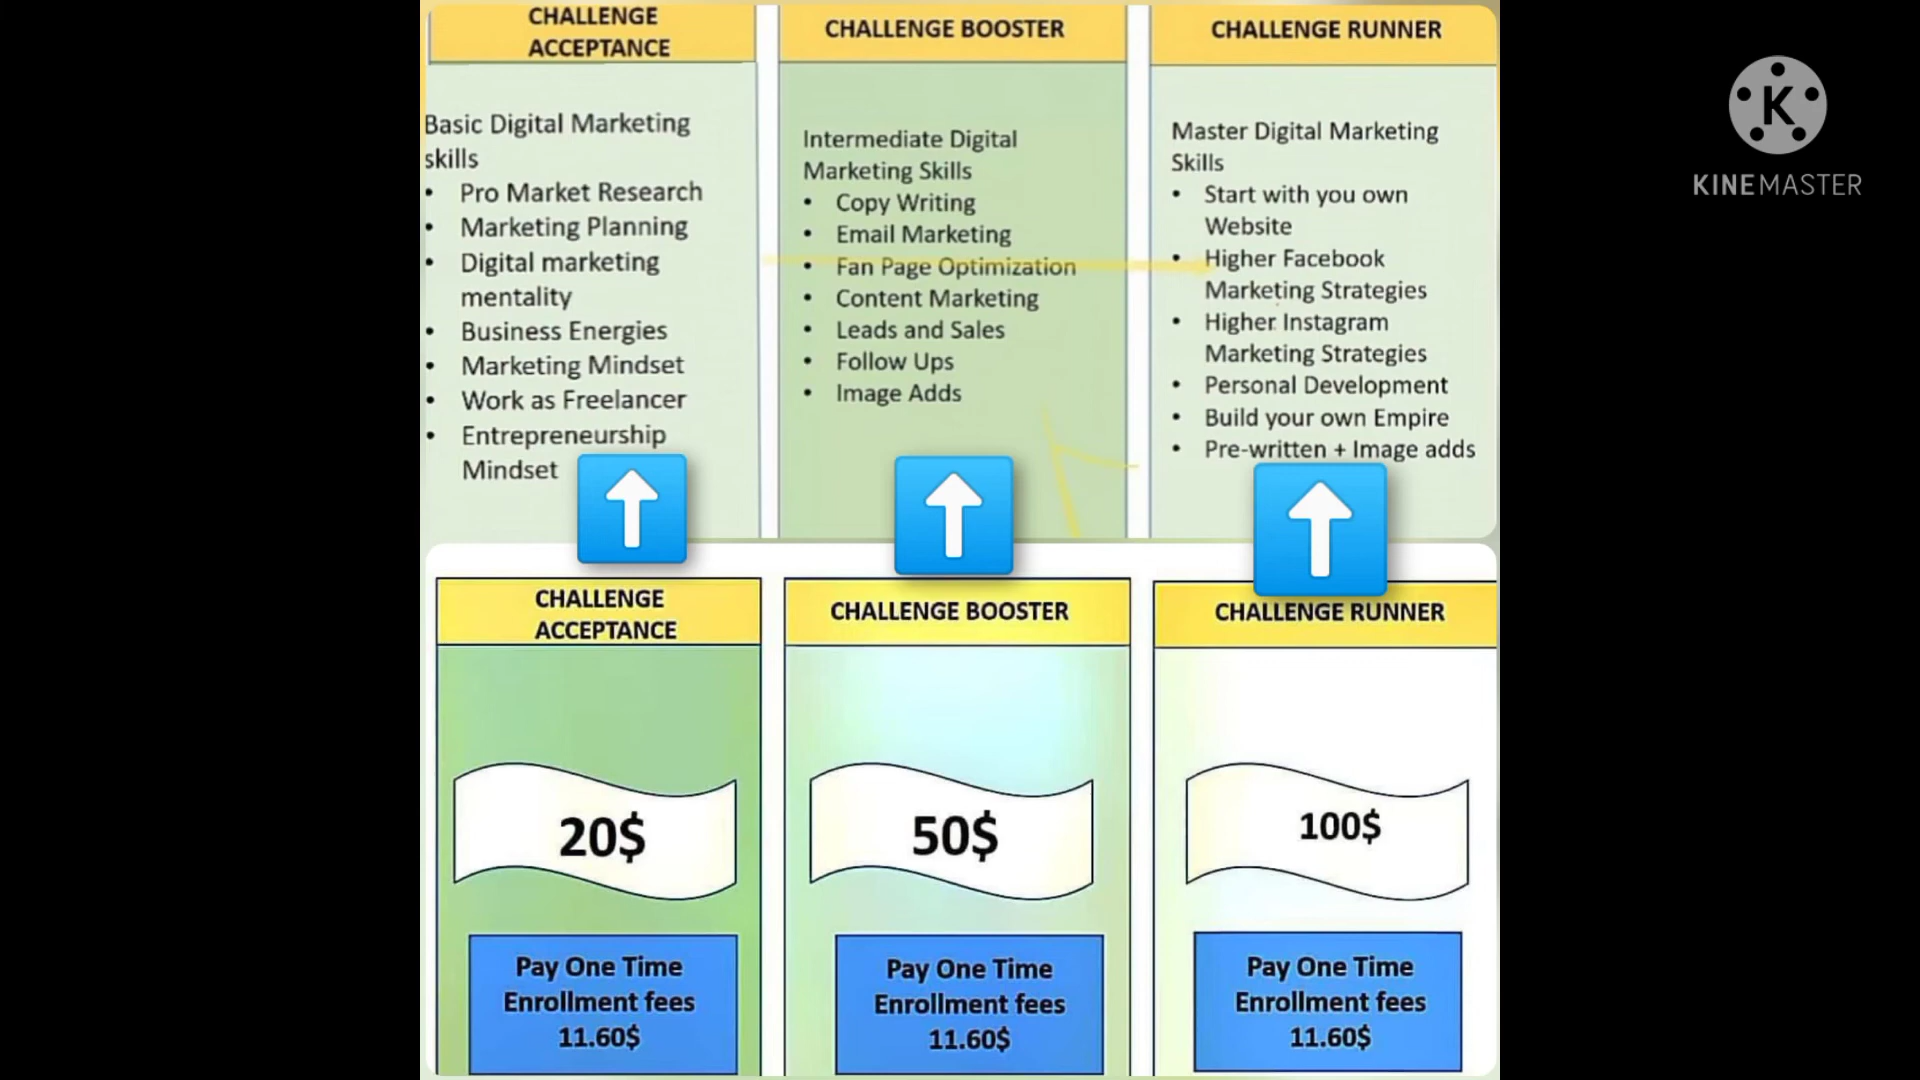 CHALLENGE
ACCEPTANCE
Basic Digital Marketing
skills
• Pro Market Research
• Marketing Planning
• Digital marketing
mentality
• Business Energies
• Marketing Mindset
• Work as Freelancer
• Entrepreneurship
Mindset
CHALLENGE BOOSTER
Intermediate Digital
Marketing Skills
• Copy Writing
• Email Marketing
• Fan Page Optimization
• Content Marketing
• Leads and Sales
• Follow Ups
• Image Adds
CHALLENGE RUNNER
Master Digital Marketing
Skills
• Start with you own
Website
• Higher Facebook
Marketing Strategies
• Higher Instagram
Marketing Strategies
• Personal Development
• Build your own Empire
• Pre-written + Image adds
CHALLENGE
ACCEPTANCE
20$
Pay One Time
Enrollment fees
11.60$
CHALLENGE BOOSTER
50$
Pay One Time
Enrollment fees
11.60$
CHALLENGE RUNNER
100$
Pay One Time
Enrollment fees
11.60$
K
KINEMASTER